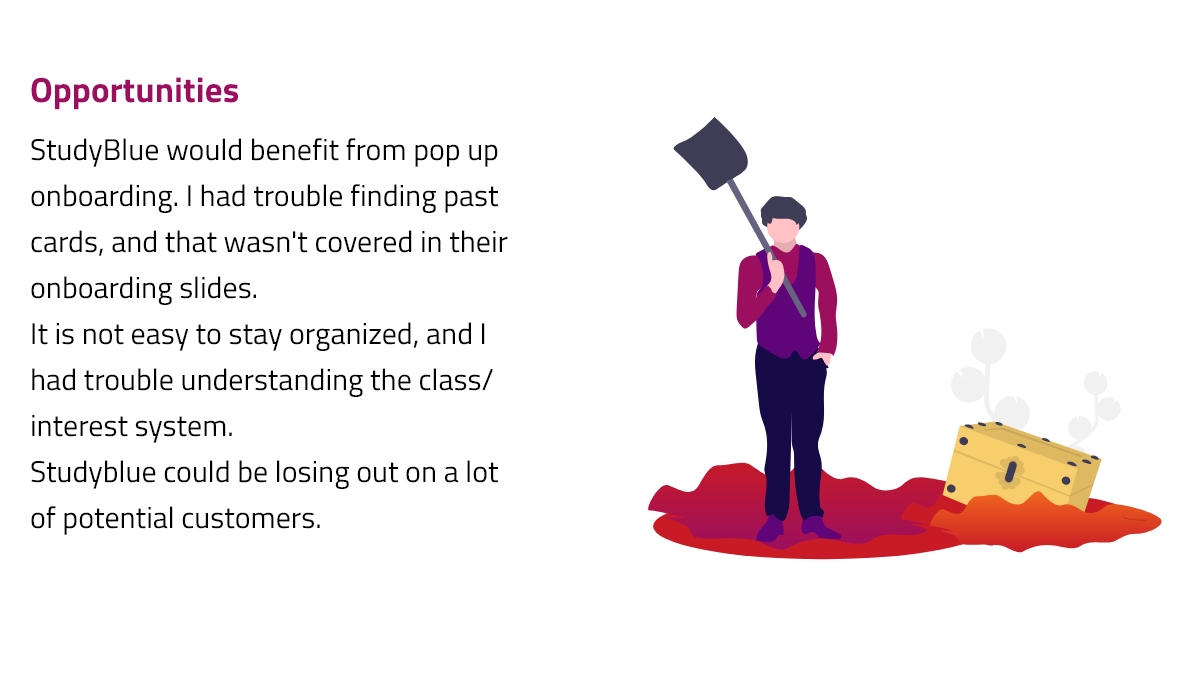 Opportunities
StudyBlue would benefit from pop up
onboarding. I had trouble finding past
cards, and that wasn't covered in their
onboarding slides.
It is not easy to stay organized, and I
had trouble understanding the class/
interest system.
Studyblue could be losing out on a lot
of potential customers.